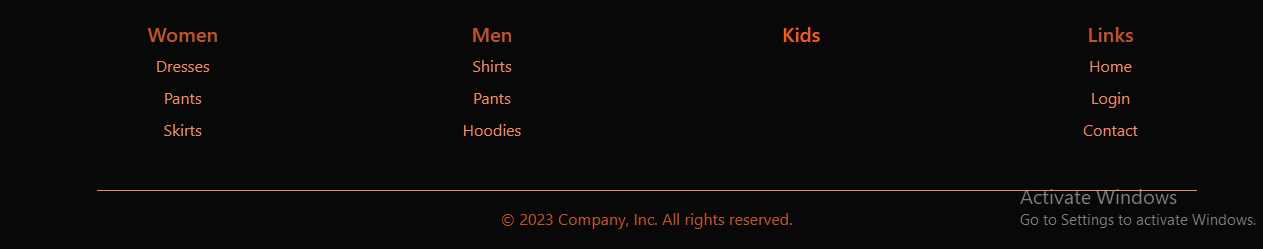 Women
Dresses
Pants
Skirts
Men
Shirts
Pants
Hoodies
Kids
Links
Home
Login
Contact
© 2023 Company, Inc. All rights reserved.
Activate Windows
Go to Settings to activate Windows.